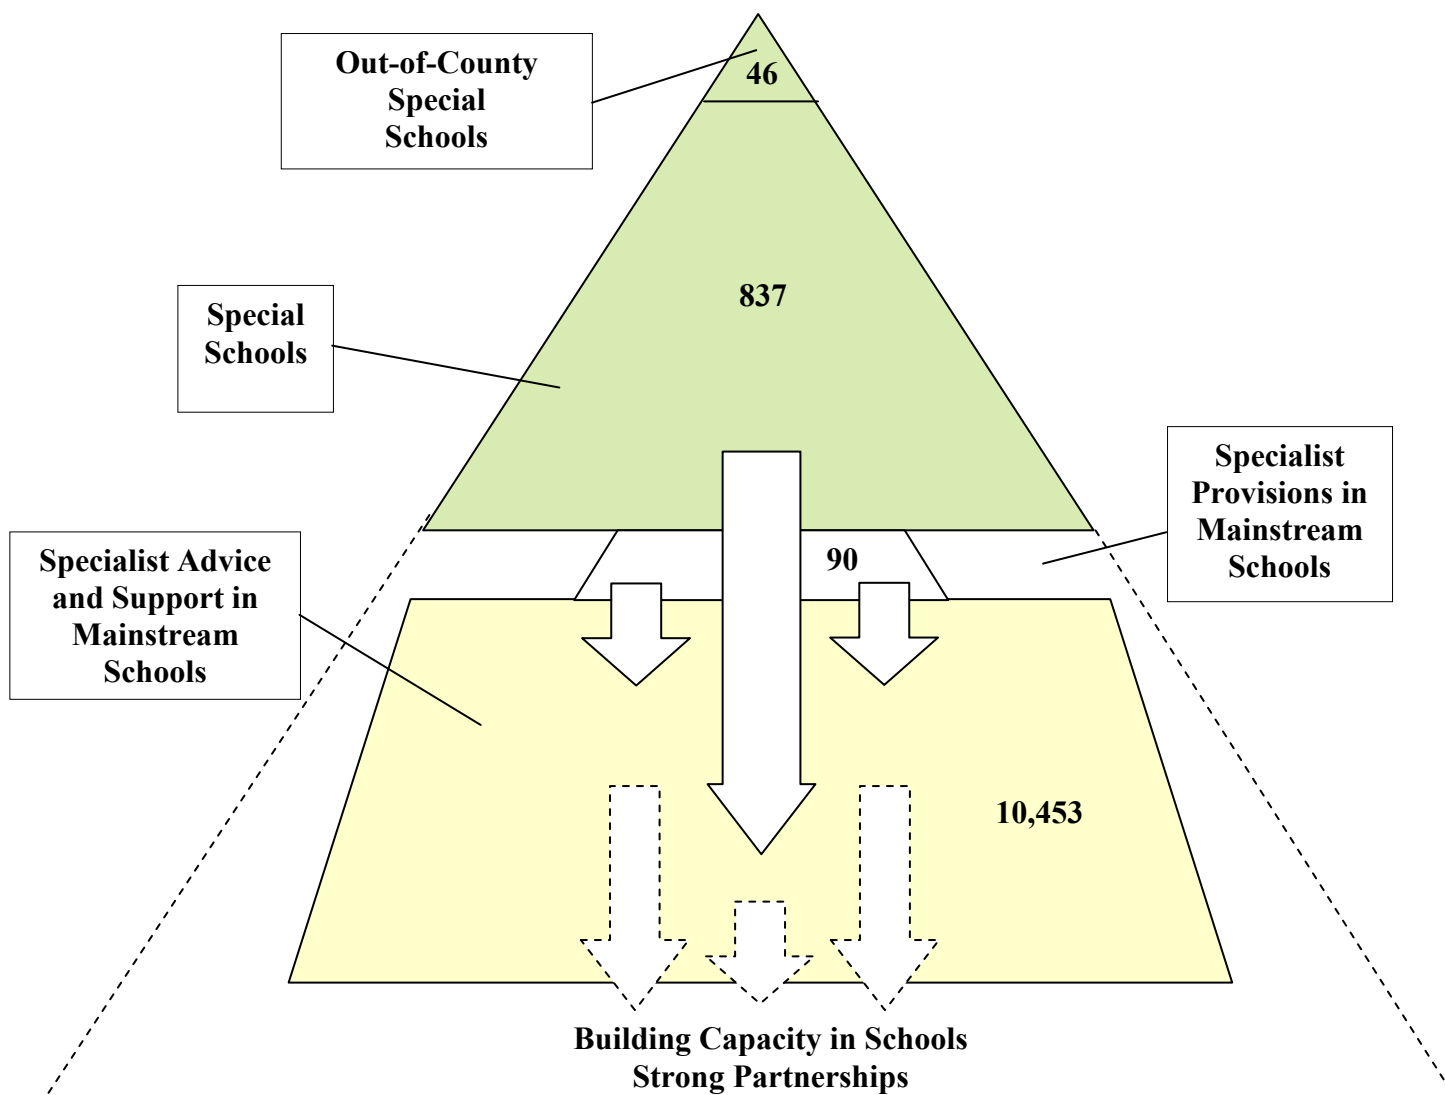 Out-of-County
Special
Schools
46
837
Special
Schools
Specialist
Provisions in
Mainstream
Schools
90
Specialist Advice
and Support in
Mainstream
Schools
10,453
Building Capacity in Schools
Strong Partnerships